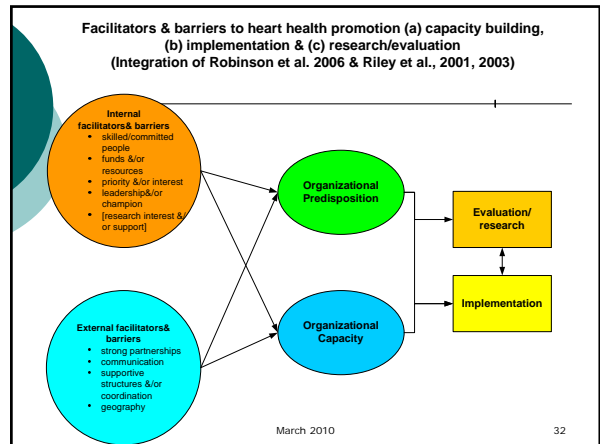 Facilitators & barriers to heart health promotion (a) capacity building,
(b) implementation & (c) research/evaluation
(Integration of Robinson et al. 2006 & Riley et al., 2001, 2003)
Internal
facilitators& barriers
• skilled/committed
people
• funds &/or
resources
• priority &/or interest
• leadership&/or
champion
• [research interest &/
or support]
Organizational
Predisposition
Evaluation/
research
External facilitators&
barriers
• strong partnerships
• communication
• supportive
structures &/or
coordination
• geography
Organizational
Capacity
Implementation
March 2010
32